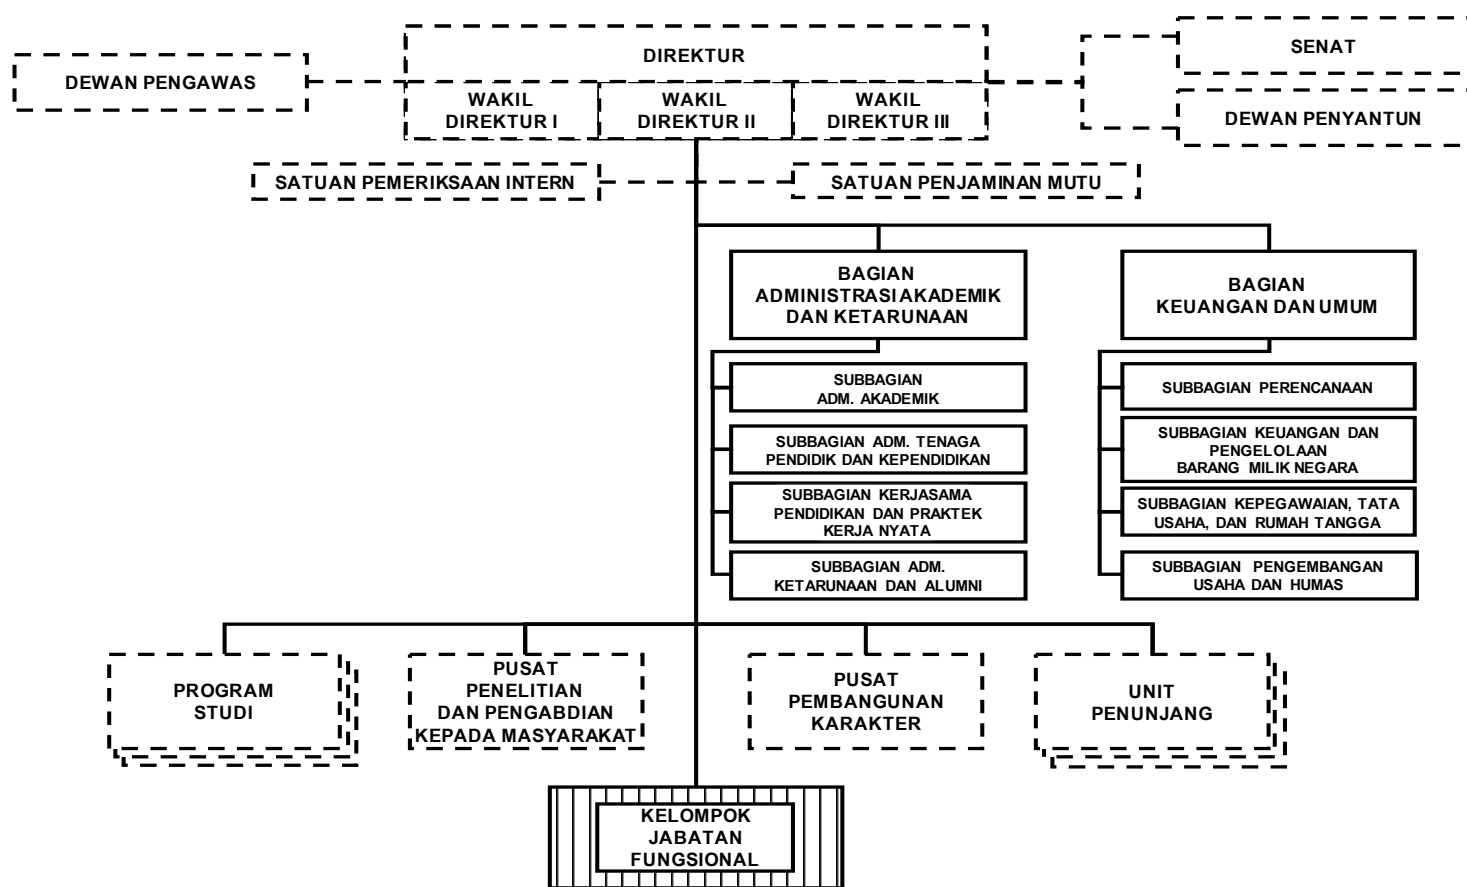 DIREKTUR
SENAT
DEWAN PENGAWAS
WAKIL
DIREKTUR I
WAKIL
DIREKTUR II
WAKIL
DIREKTUR III
DEWAN PENYANTUN
SATUAN PEMERIKSAAN INTERN
SATUAN PENJAMINAN MUTU
BAGIAN
ADMINISTRASI AKADEMIK
DAN KETARUNAAN
BAGIAN
KEUANGAN DAN UMUM
SUBBAGIAN
ADM. AKADEMIK
SUBBAGIAN ADM. TENAGA
PENDIDIK DAN KEPENDIDIKAN
SUBBAGIAN KERJASAMA
PENDIDIKAN DAN PRAKTEK
KERJA NYATA
SUBBAGIAN ADM.
KETARUNAAN DAN ALUMNI
SUBBAGIAN PERENCANAAN
SUBBAGIAN KEUANGAN DAN
PENGELOLAAN
BARANG MILIK NEGARA
SUBBAGIAN KEPEGAWAIAN, TATA
USAHA, DAN RUMAH TANGGA
SUBBAGIAN PENGEMBANGAN
USAHA DAN HUMAS
PROGRAM
STUDI
PUSAT
PENELITIAN
DAN PENGABDIAN
KEPADA MASYARAKAT
PUSAT
PEMBANGUNAN
KARAKTER
UNIT
PENUNJANG
KELOMPOK
JABATAN
FUNGSIONAL